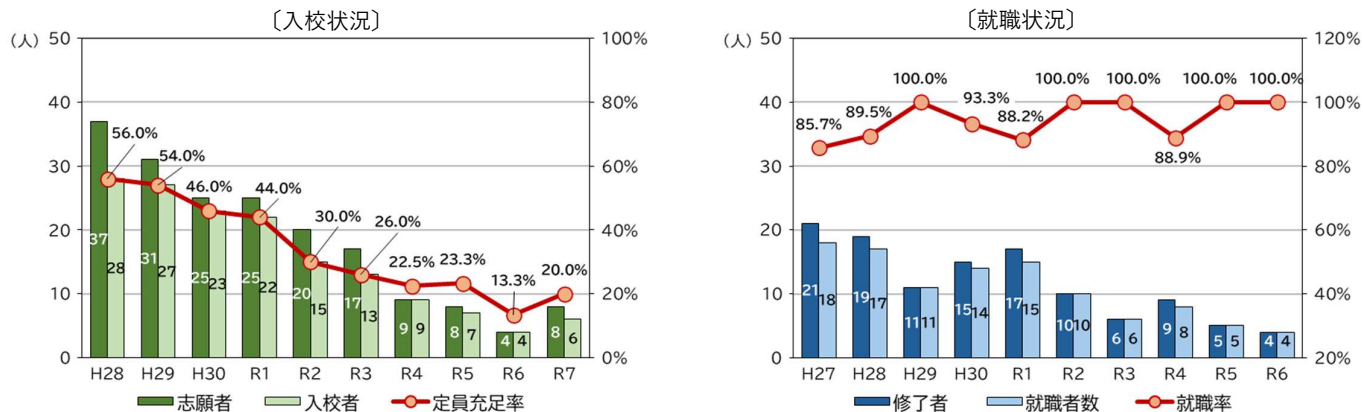 〔入校状況〕
(人) 50 100%
40 80%
30 60%
20 40%
10 20%
0 0%
56.0% 54.0% 46.0% 44.0% 30.0% 26.0% 22.5% 23.3% 13.3% 20.0%
37 28 31 27 25 23 25 22 20 15 17 13 9 9 8 7 4 4 8 6
H28 H29 H30 R1 R2 R3 R4 R5 R6 R7
志願者 入校者 定員充足率
〔就職状況〕
(人) 50 120%
40 100%
30 80%
20 60%
10 40%
0 20%
85.7% 89.5% 100.0% 93.3% 88.2% 100.0% 100.0% 88.9% 100.0% 100.0%
21 18 19 17 11 11 15 14 17 15 10 10 6 6 9 8 5 5 4 4
H27 H28 H29 H30 R1 R2 R3 R4 R5 R6
修了者 就職者数 就職率